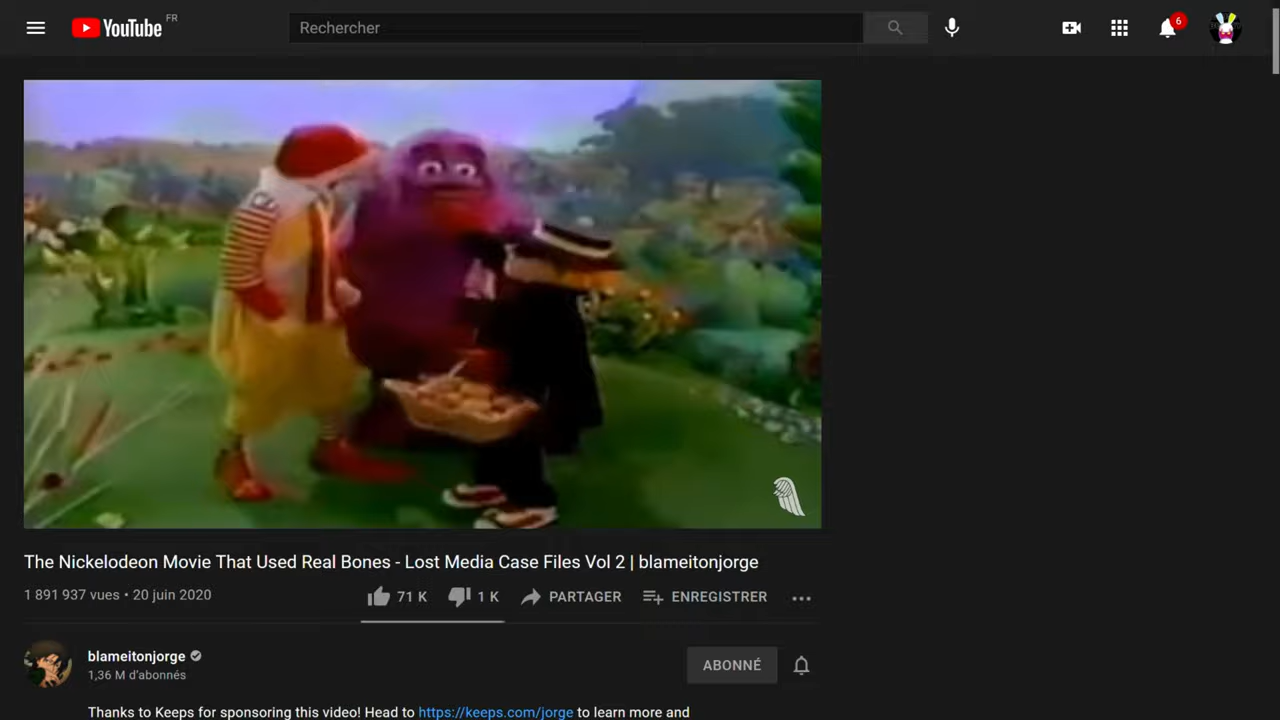 YouTube FR
Rechercher
6
The Nickelodeon Movie That Used Real Bones - Lost Media Case Files Vol 2 | blameitonjorge
1 891 937 vues • 20 juin 2020
71 K
1 K
PARTAGER
ENREGISTRER
blameitonjorge
1,36 M d'abonnés
ABONNÉ
Thanks to Keeps for sponsoring this video! Head to https://keeps.com/jorge to learn more and